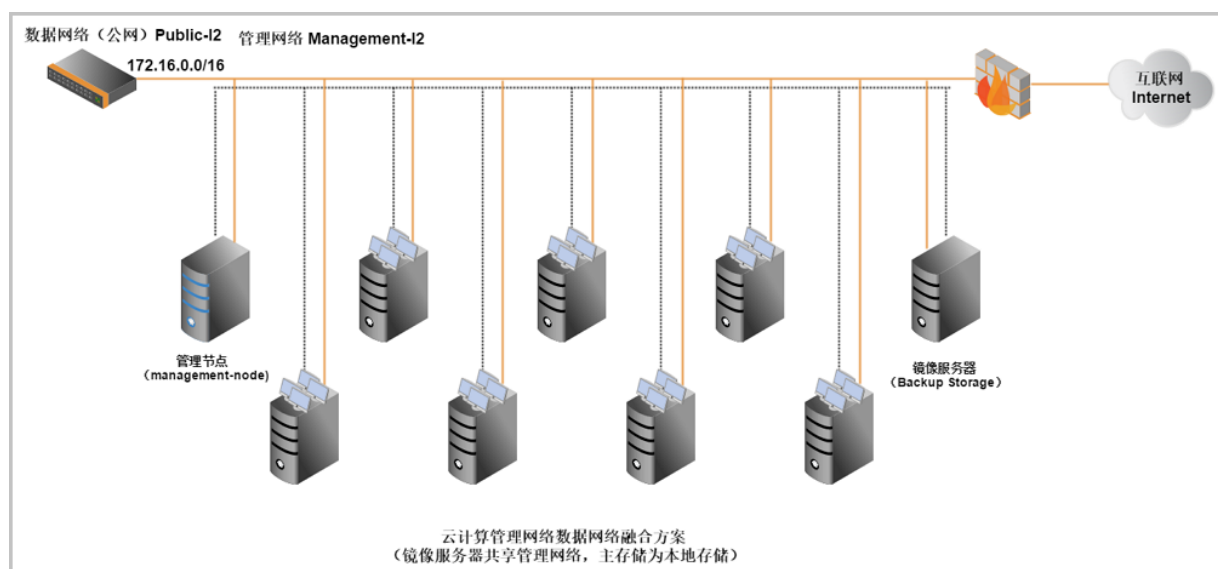 数据网络（公网）Public-l2 管理网络 Management-l2
172.16.0.0/16
互联网
Internet
管理节点
（management-node)
镜像服务器
（Backup Storage）
云计算管理网络数据网络融合方案
（镜像服务器共享管理网络，主存储为本地存储）